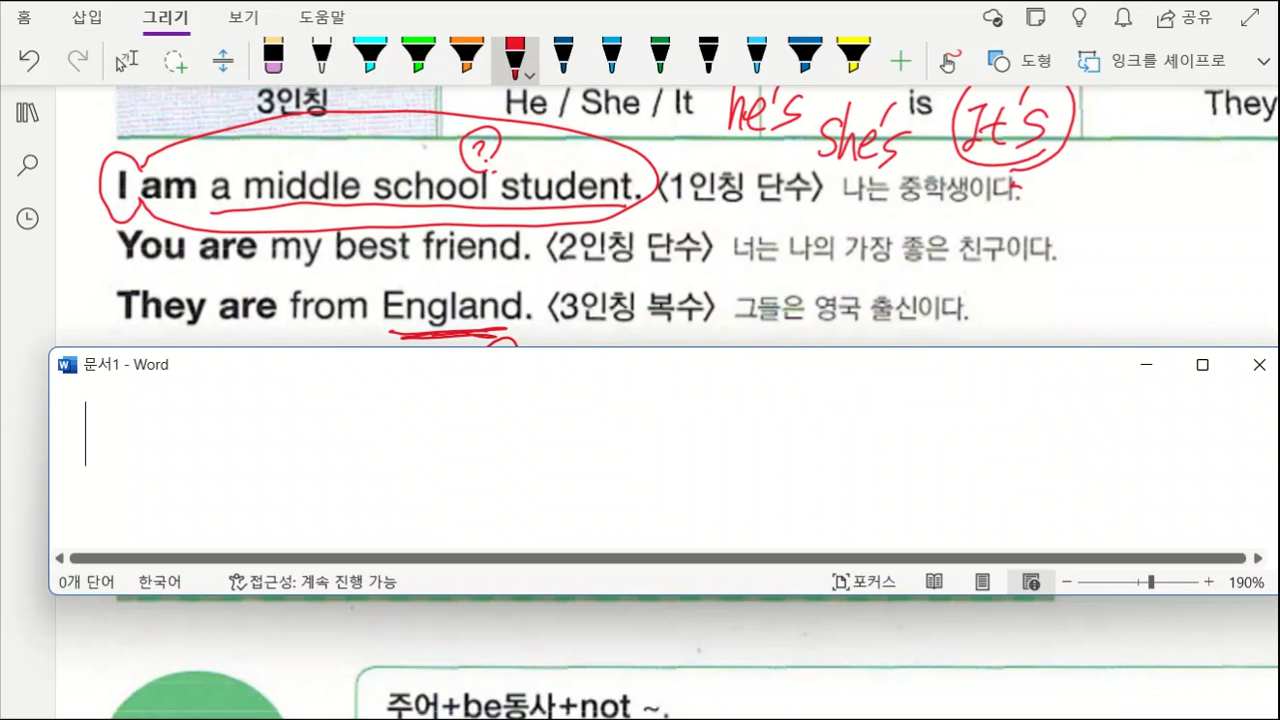 홈 삽입 그리기 보기 도움말 공유
도형 잉크를 셰이프로
3인칭 He / She / It he's she's is It's They
?
I am a middle school student. 〈1인칭 단수〉 나는 중학생이다.
You are my best friend. 〈2인칭 단수〉 너는 나의 가장 좋은 친구이다.
They are from England. 〈3인칭 복수〉 그들은 영국 출신이다.
문서1 - Word
0개 단어 한국어 접근성: 계속 진행 가능 포커스 190%
주어+be동사+not ~.